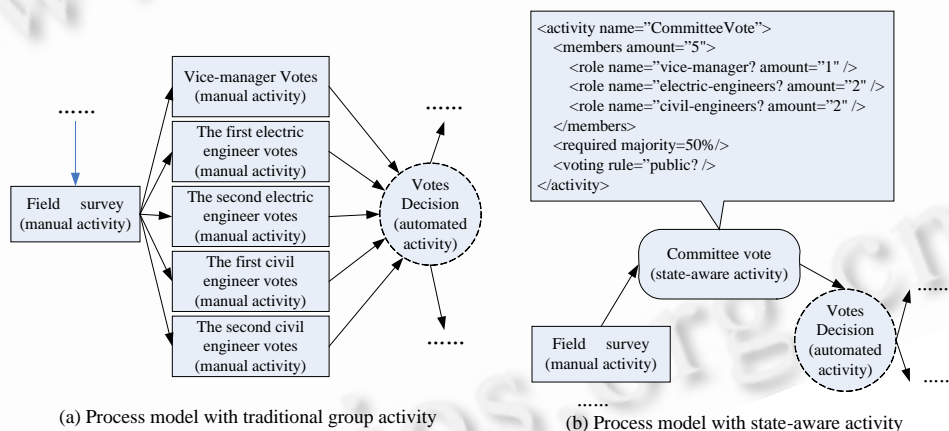 ……
Field survey
(manual activity)
Vice-manager Votes
(manual activity)
The first electric
engineer votes
(manual activity)
The second electric
engineer votes
(manual activity)
The first civil
engineer votes
(manual activity)
The second civil
engineer votes
(manual activity)
……
Votes
Decision
(automated
activity)
……
(a) Process model with traditional group activity
<activity name=”CommitteeVote”>
<members amount=”5">
<role name=”vice-manager? amount=”1" />
<role name=”electric-engineers? amount=”2" />
<role name=”civil-engineers? amount=”2" />
</members>
<required majority=50%/>
<voting rule=”public? />
</activity>
Committee vote
(state-aware activity)
Field survey
(manual activity)
……
Votes
Decision
(automated
activity)
……
……
(b) Process model with state-aware activity